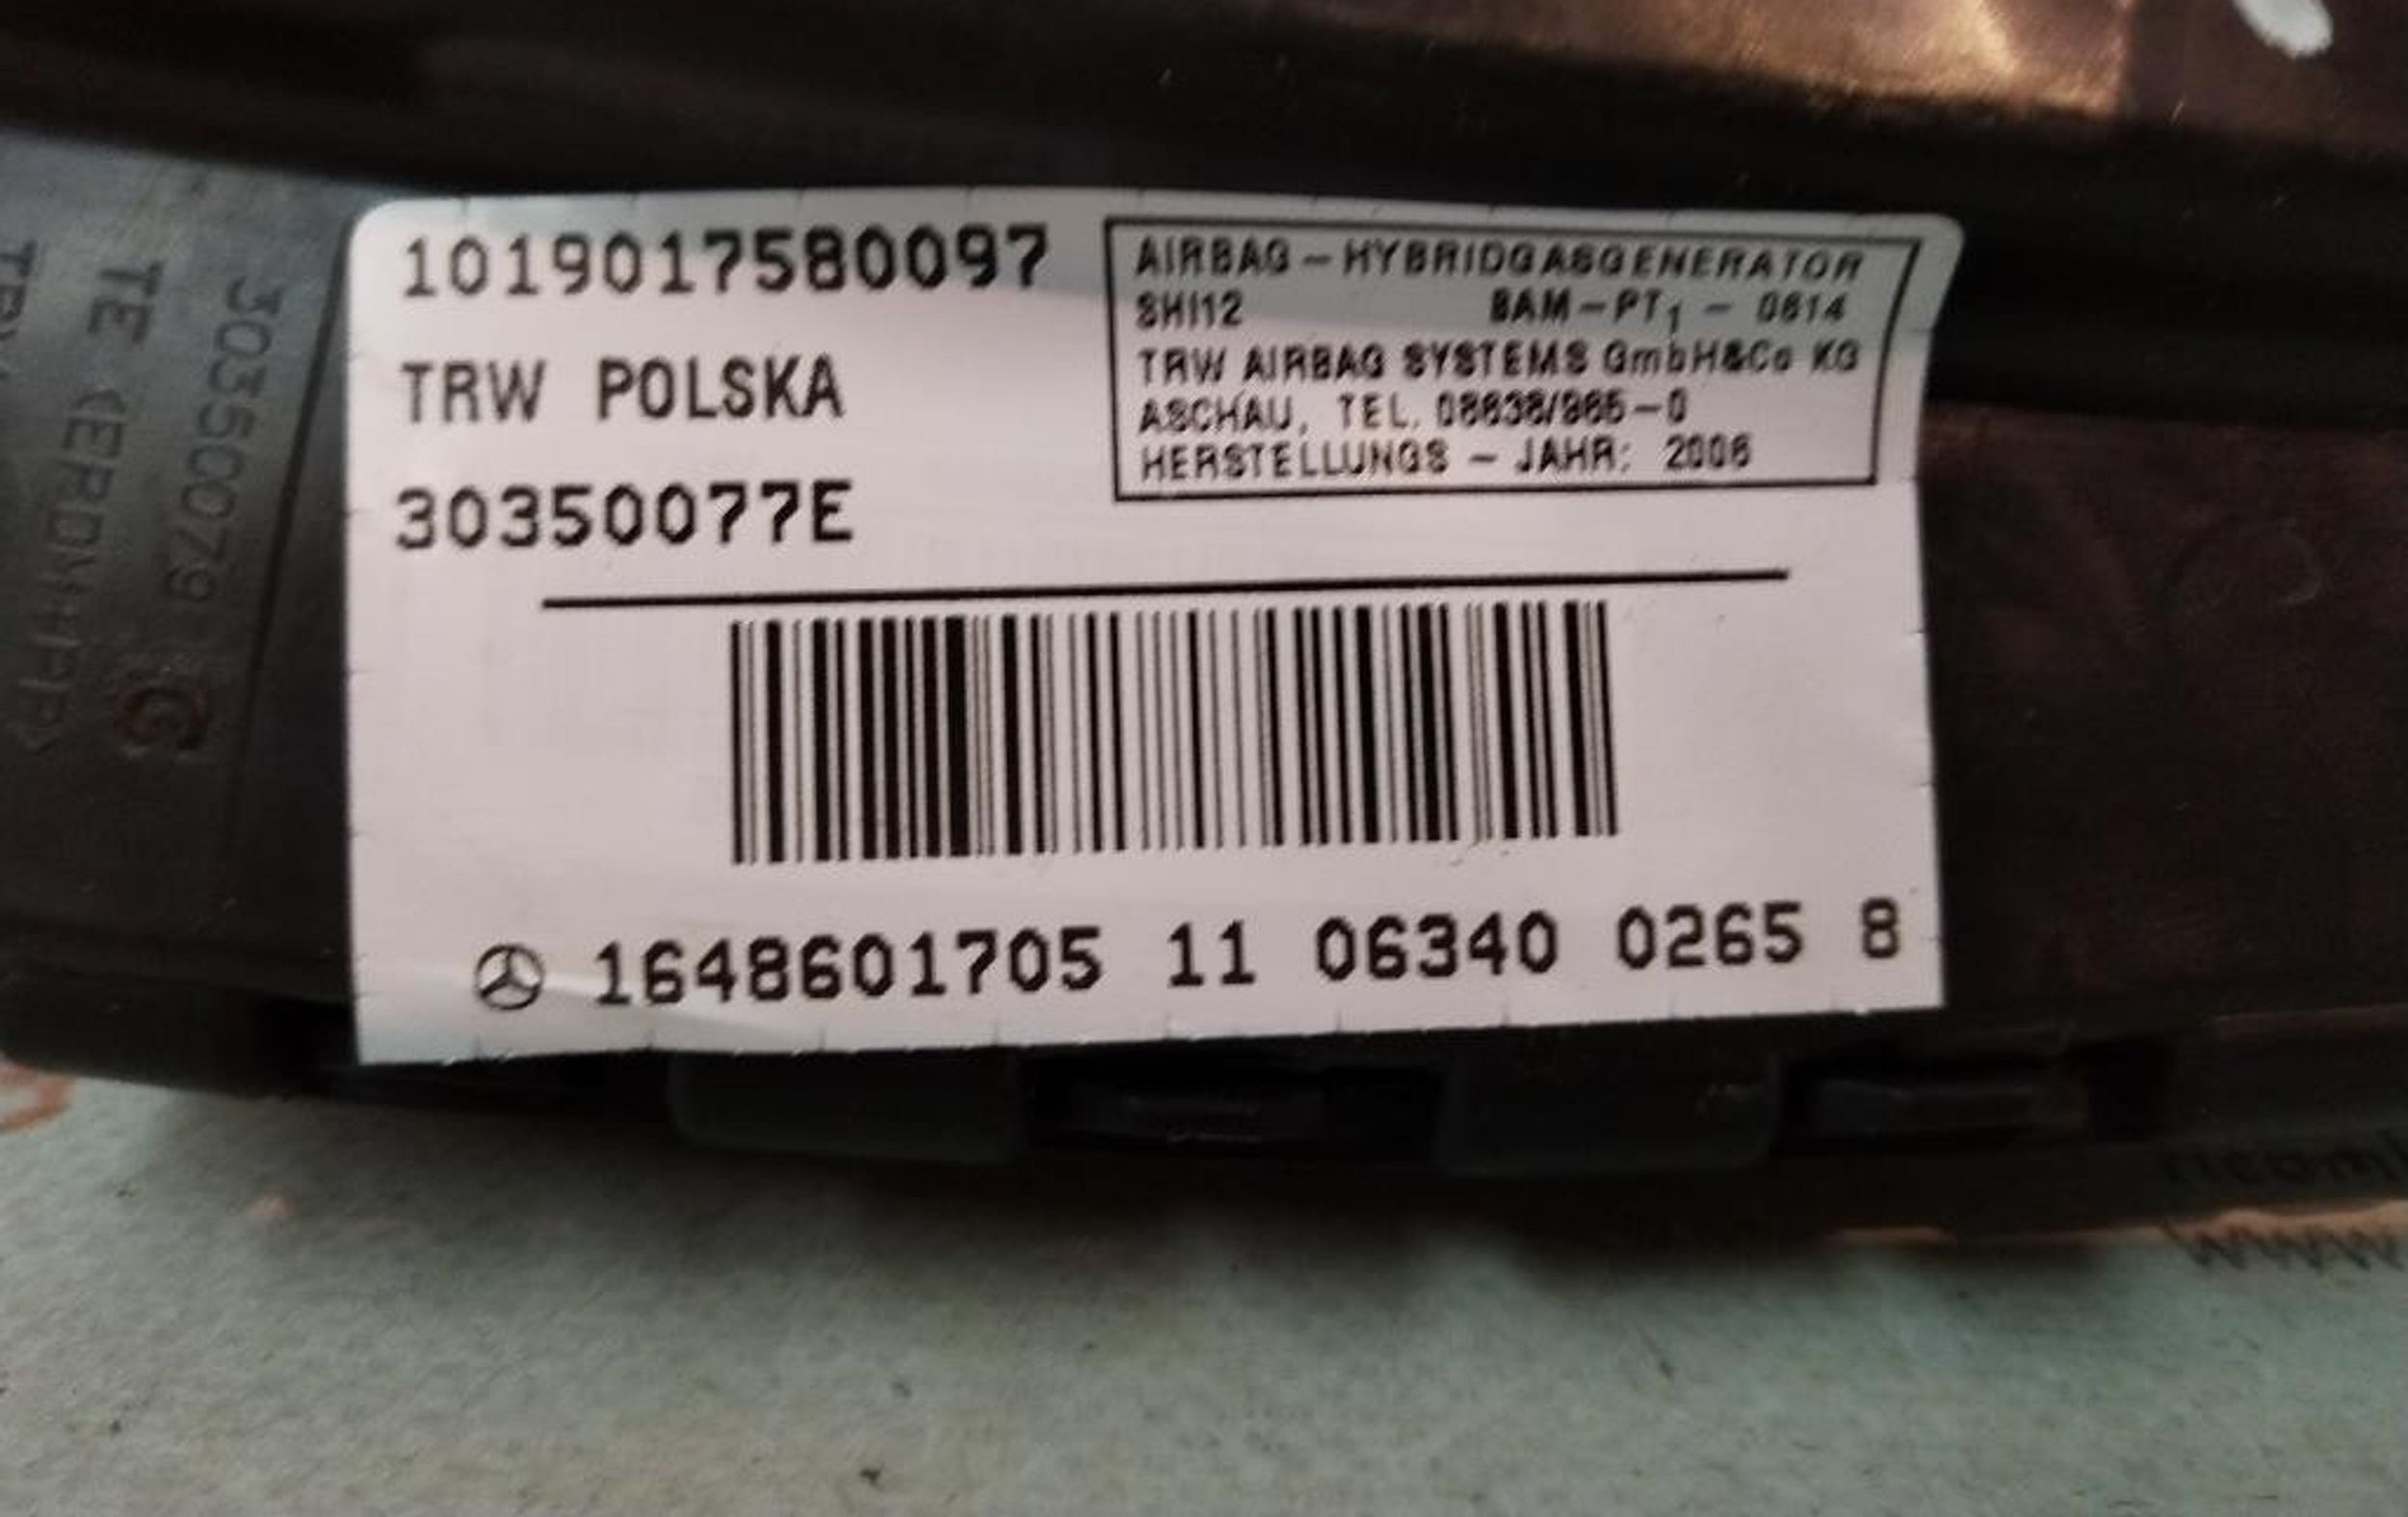 1019017580097
TRW POLSKA
30350077E
AIRBAG – HYBRIDGASGENERATOR
SHI12 BAM – PT1 – 0614
TRW AIRBAG SYSTEMS GmbH&Co KG
ASCHAU, TEL. 08638/965–0
HERSTELLUNGS – JAHR: 2006
1648601705 11 06340 0265 8
30350079
TE
www